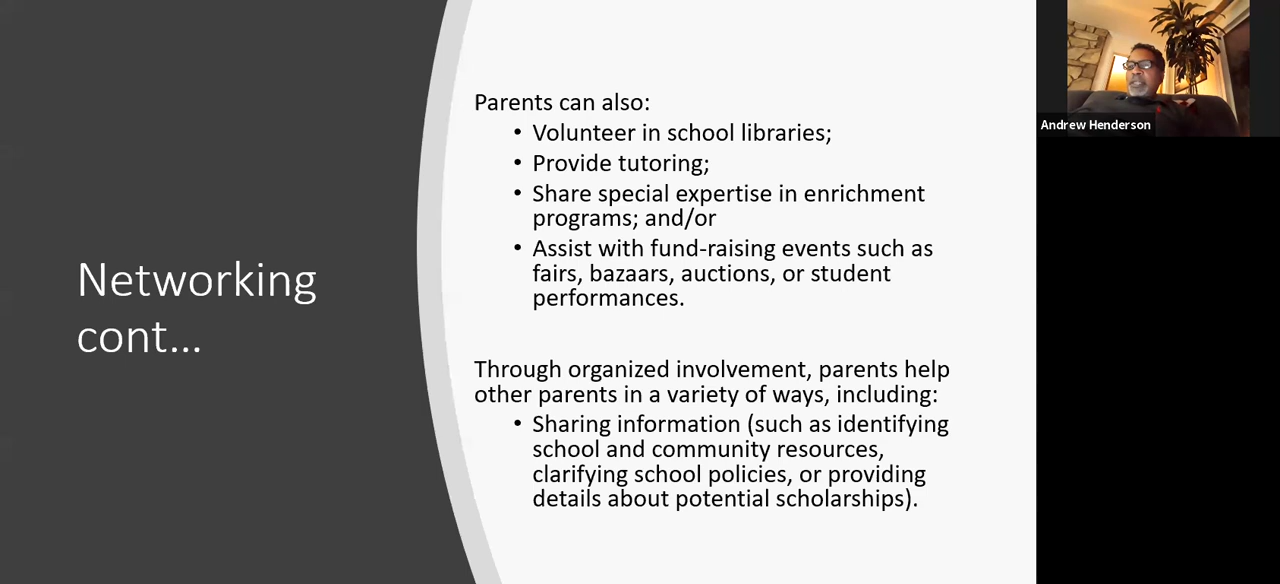 Networking
cont...
Parents can also:
• Volunteer in school libraries;
• Provide tutoring;
• Share special expertise in enrichment
programs; and/or
• Assist with fund-raising events such as
fairs, bazaars, auctions, or student
performances.
Through organized involvement, parents help
other parents in a variety of ways, including:
• Sharing information (such as identifying
school and community resources,
clarifying school policies, or providing
details about potential scholarships).
Andrew Henderson